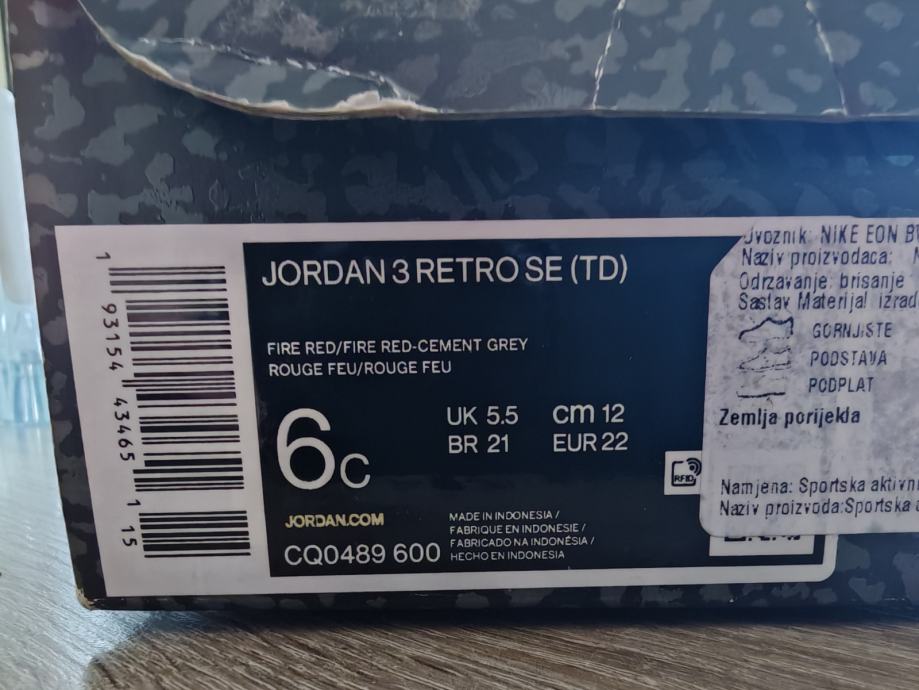 JORDAN 3 RETRO SE (TD)
FIRE RED/FIRE RED-CEMENT GREY
ROUGE FEU/ROUGE FEU
6C
UK 5.5 cm 12
BR 21 EUR 22
JORDAN.COM
CQ0489 600
MADE IN INDONESIA /
FABRIQUE EN INDONESIE /
FABRICADO NA INDONÉSIA /
HECHO EN INDONESIA
1 93154 43465 1 15
RFID
Uvoznik: NIKE EON
Naziv proizvodaca:
Odrzavanje: brisanje
Sastav Materijal
GORNJISTE
PODSTAVA
PODPLAT
Zemlja porijekla
Namjena: Sportska
Naziv proizvoda:Sportska